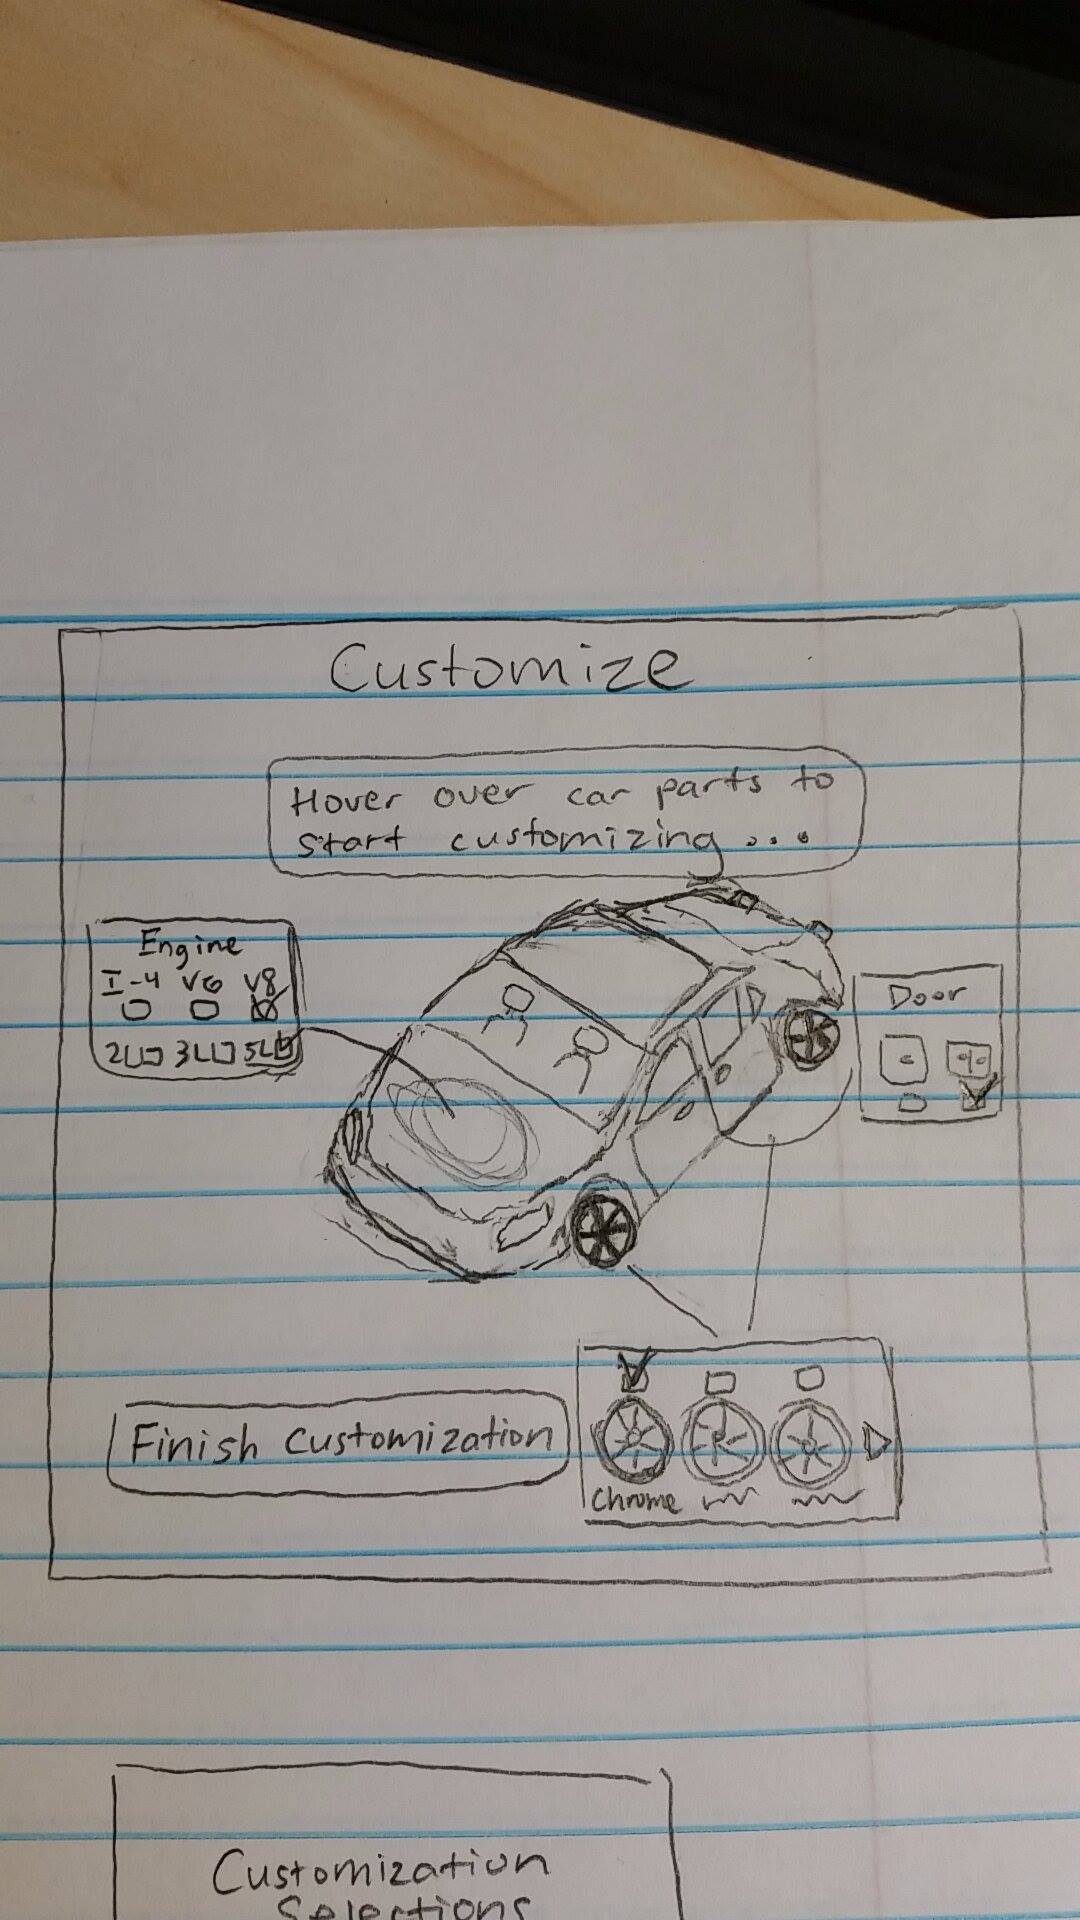 Customize
Hover over car parts to
start customizing...
Engine
I-4 V6 V8
2L 3L 5L
Door
Finish Customization
Chrome
Customization
Selections